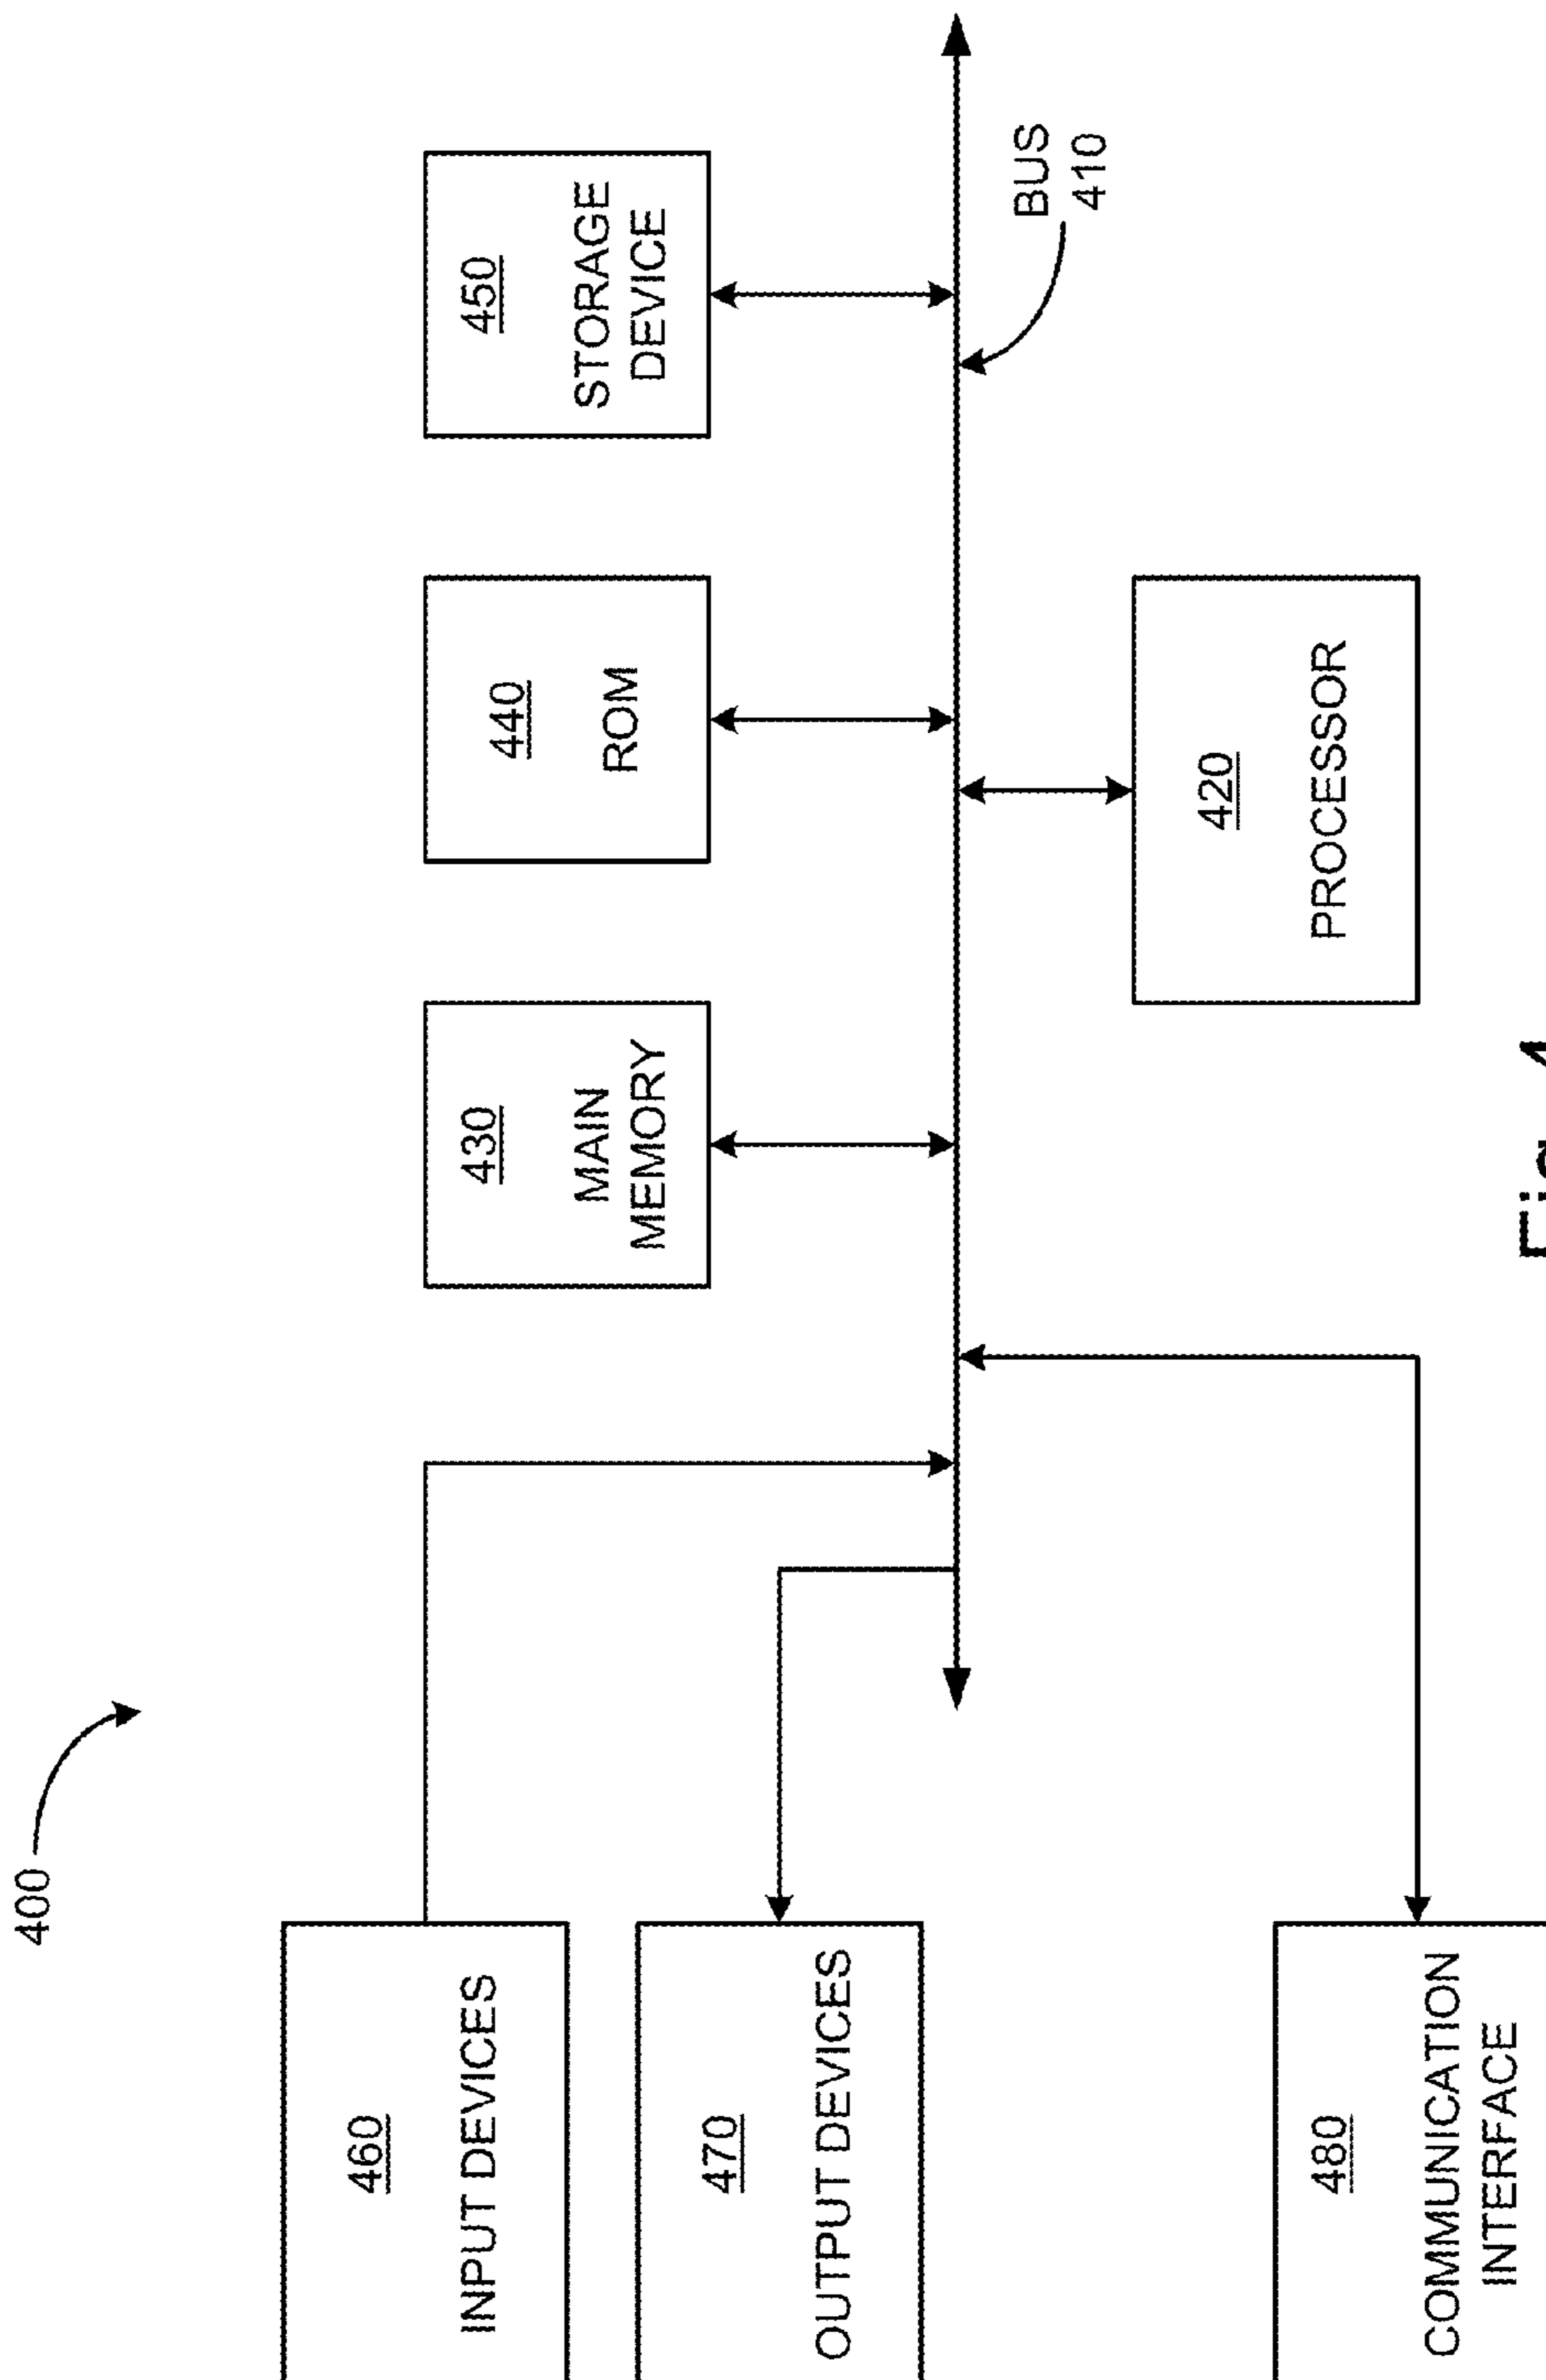 400
460
INPUT DEVICES
470
OUTPUT DEVICES
480
COMMUNICATION
INTERFACE
430
MAIN
MEMORY
440
ROM
450
STORAGE
DEVICE
BUS
410
420
PROCESSOR